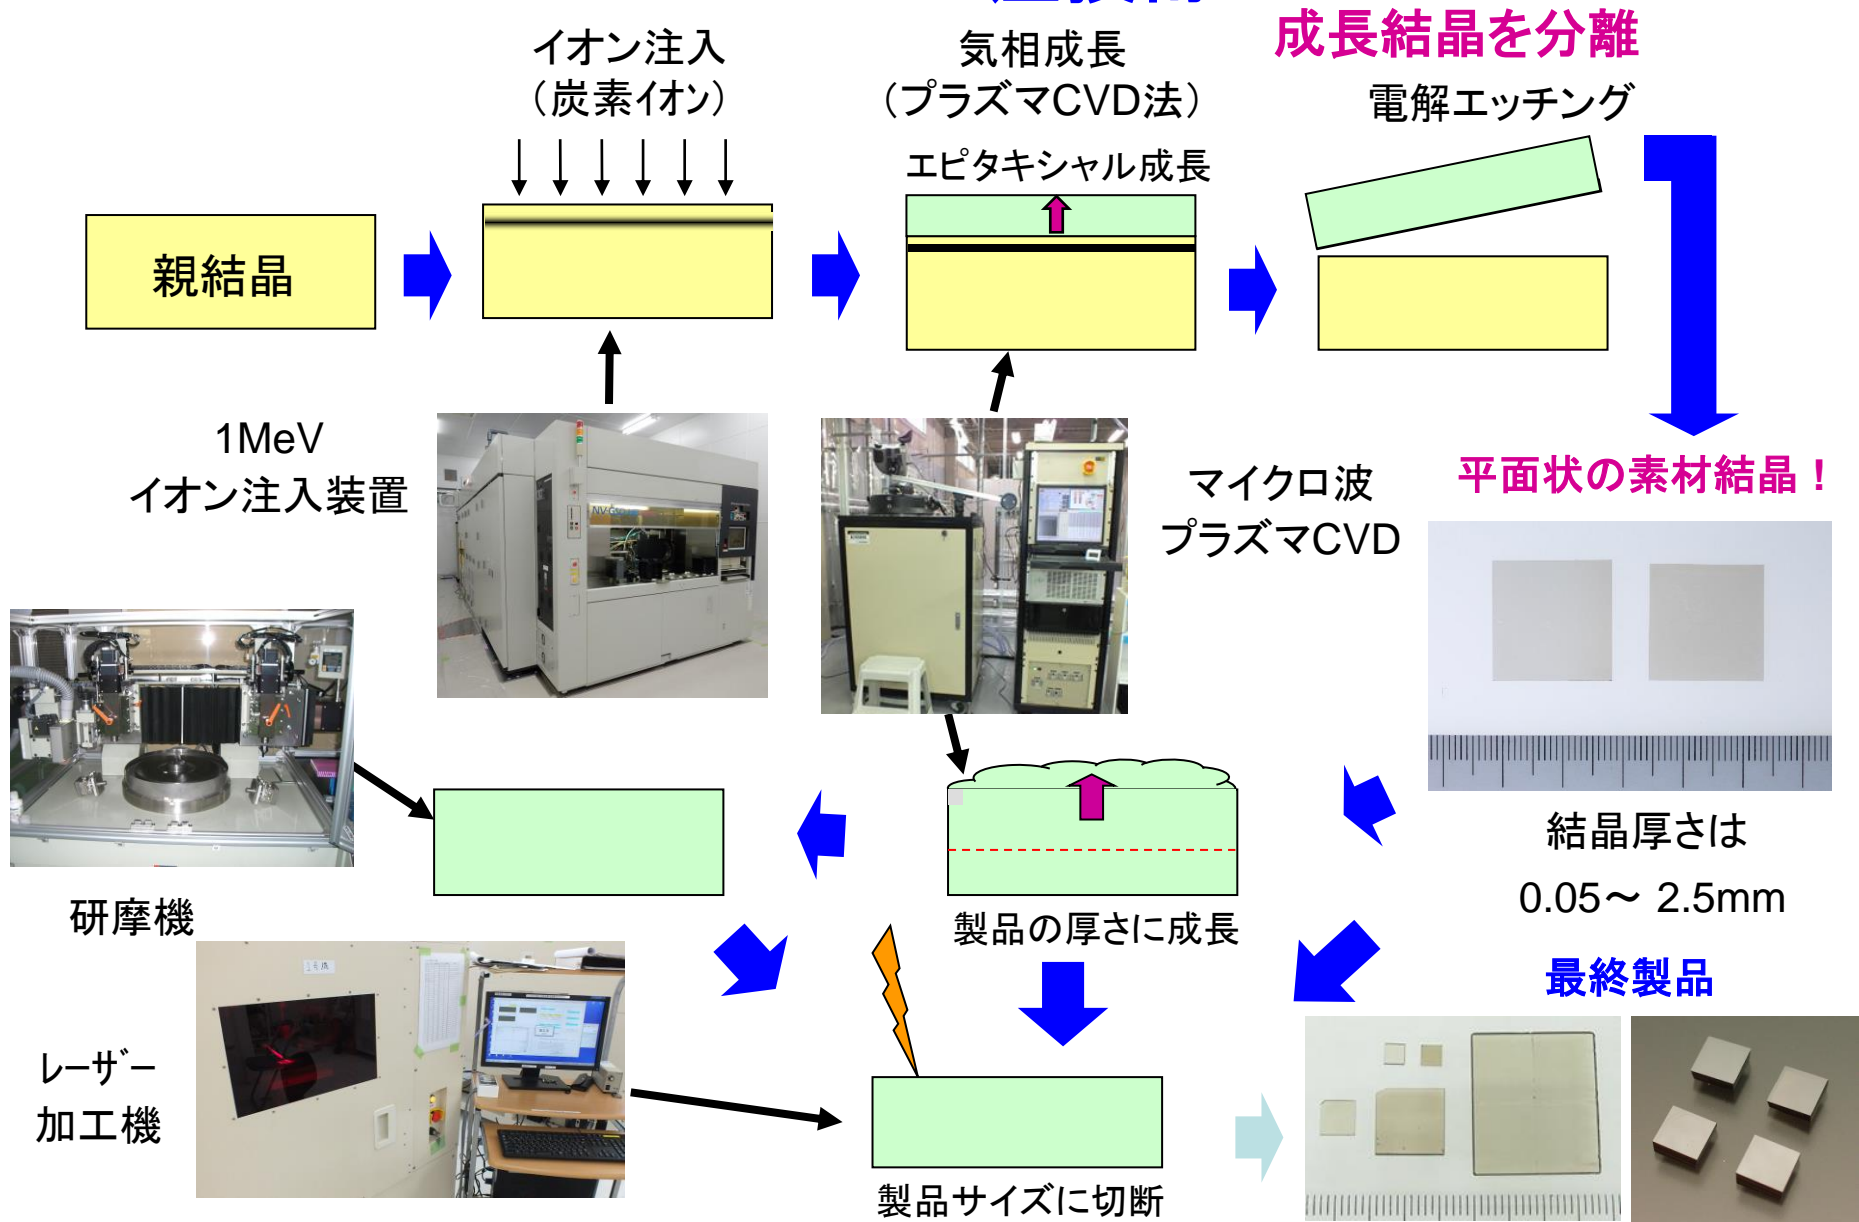 成長結晶を分離
イオン注入
（炭素イオン）
気相成長
（プラズマCVD法）
電解エッチング
エピタキシャル成長
親結晶
1MeV
イオン注入装置
マイクロ波
プラズマCVD
平面状の素材結晶！
結晶厚さは
0.05～ 2.5mm
研摩機
製品の厚さに成長
最終製品
レーザー
加工機
製品サイズに切断